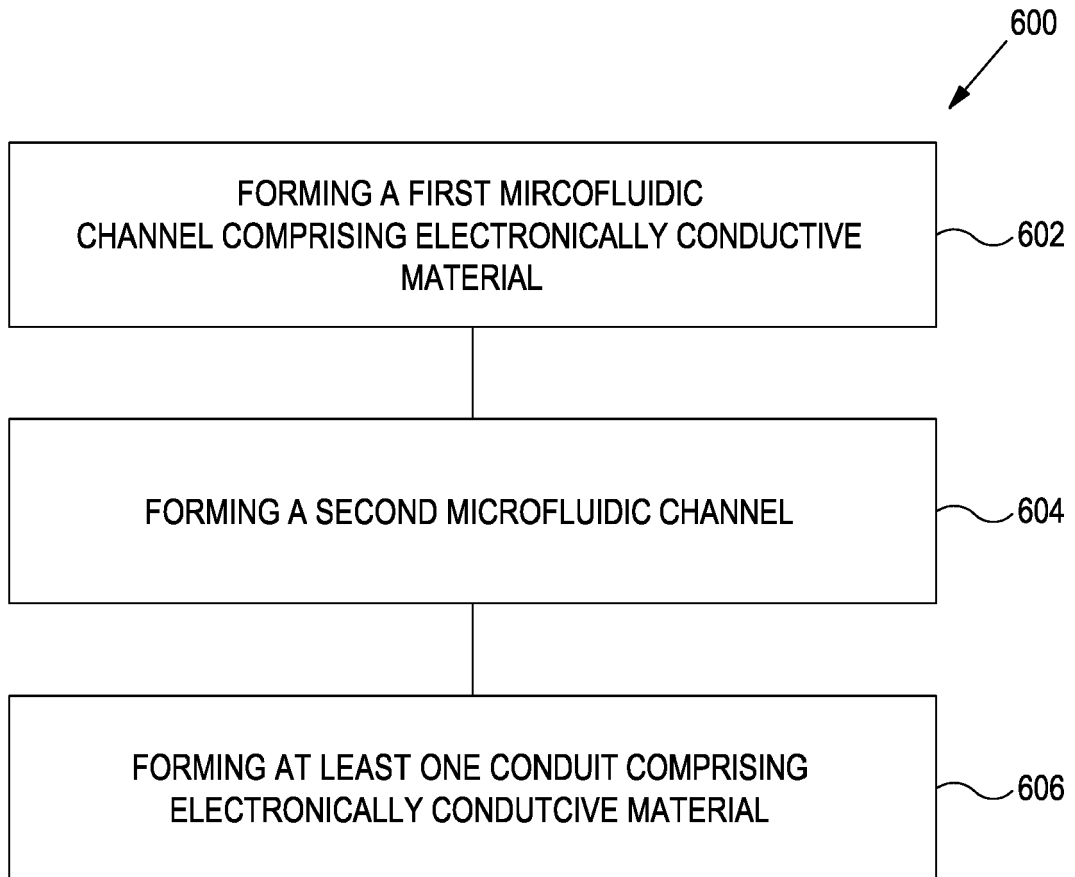 600
FORMING A FIRST MIRCOFLUIDIC
CHANNEL COMPRISING ELECTRONICALLY CONDUCTIVE
MATERIAL
602
FORMING A SECOND MICROFLUIDIC CHANNEL
604
FORMING AT LEAST ONE CONDUIT COMPRISING
ELECTRONICALLY CONDUTCIVE MATERIAL
606